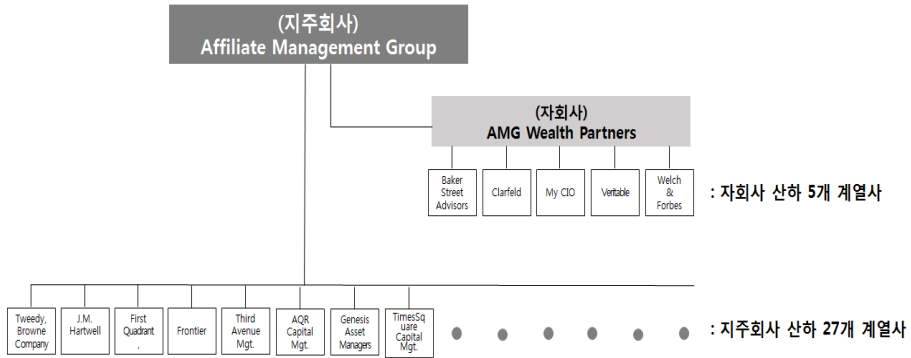 (지주회사)
Affiliate Management Group
(자회사)
AMG Wealth Partners
Baker
Street
Advisors
Clarfeld
My CIO
Veritable
Welch
&
Forbes
: 자회사 산하 5개 계열사
Tweedy,
Browne
Company
J.M.
Hartwell
First
Quadrant
,
Frontier
Third
Avenue
Mgt.
AQR
Capital
Mgt.
Genesis
Asset
Managers
TimesSq
uare
Capital
Mgt.
: 지주회사 산하 27개 계열사